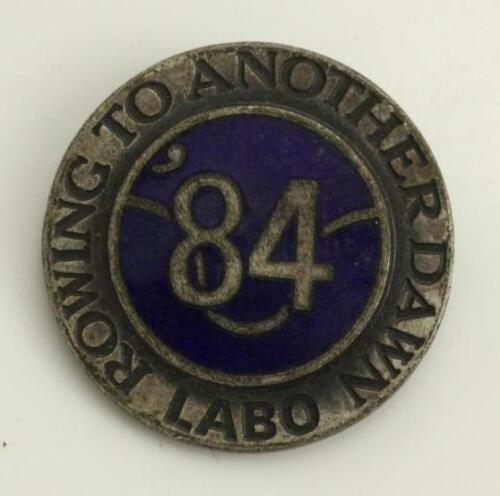 ROWING TO ANOTHER DAWN
'84
LABO